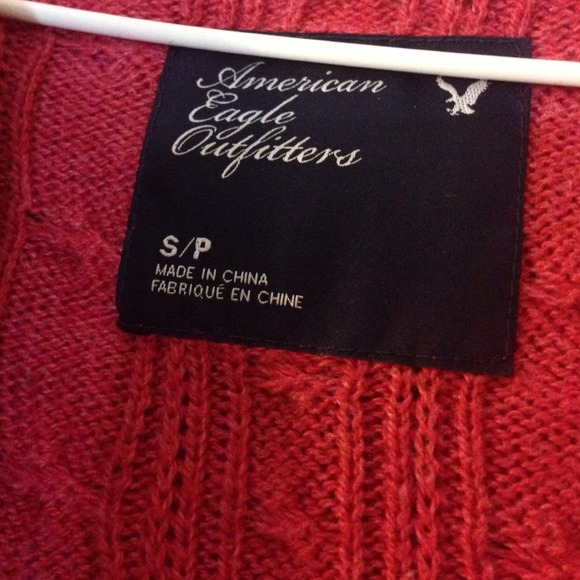 American
Eagle
Outfitters
S/P
MADE IN CHINA
FABRIQUÉ EN CHINE